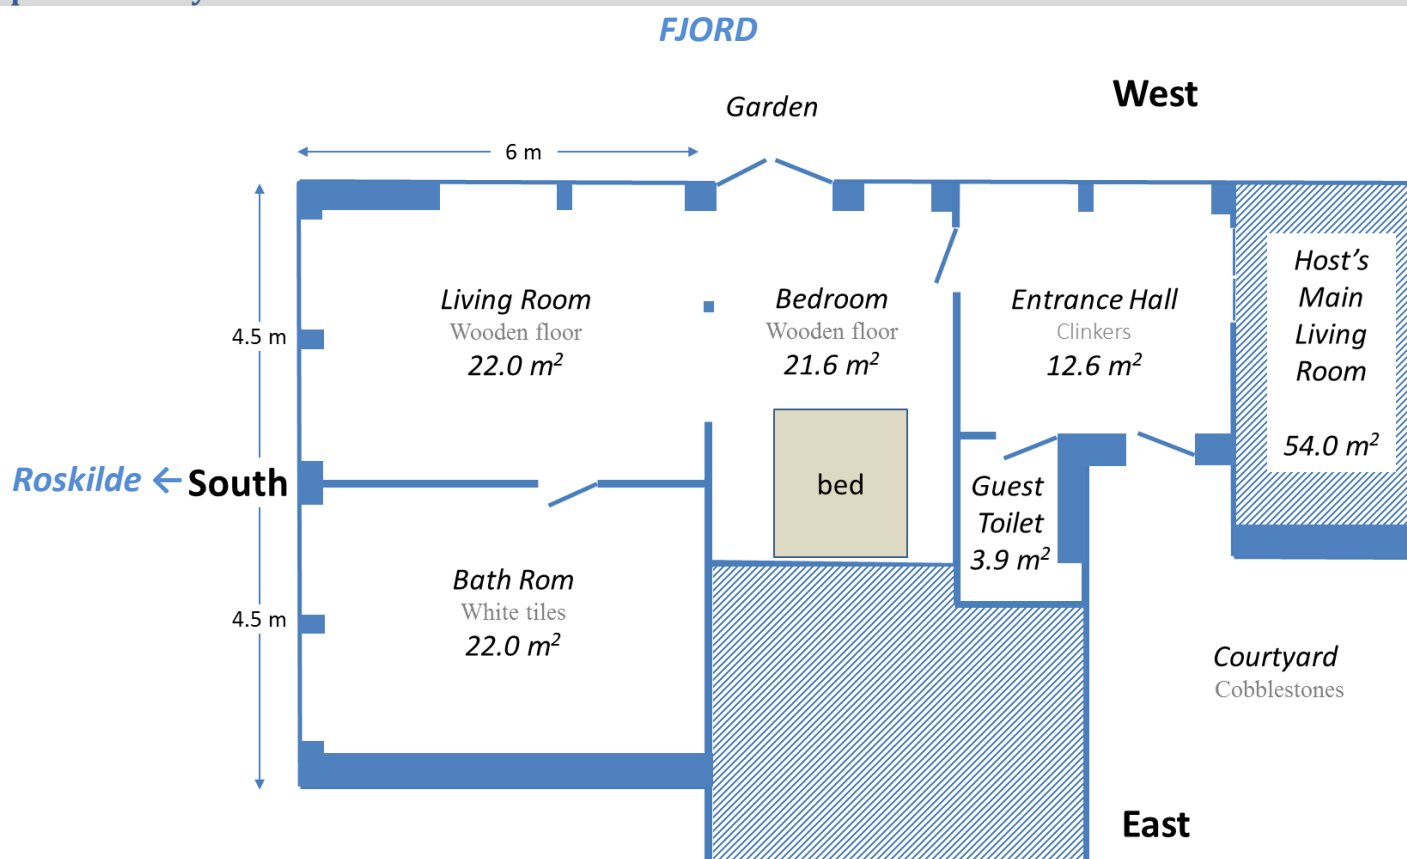 FJORD
West
Garden
6 m
Living Room
Wooden floor
22.0 m²
Bedroom
Wooden floor
21.6 m²
Entrance Hall
Clinkers
12.6 m²
Host's
Main
Living
Room
54.0 m²
4.5 m
Roskilde ← South
bed
Guest
Toilet
3.9 m²
Bath Rom
White tiles
22.0 m²
4.5 m
Courtyard
Cobblestones
East